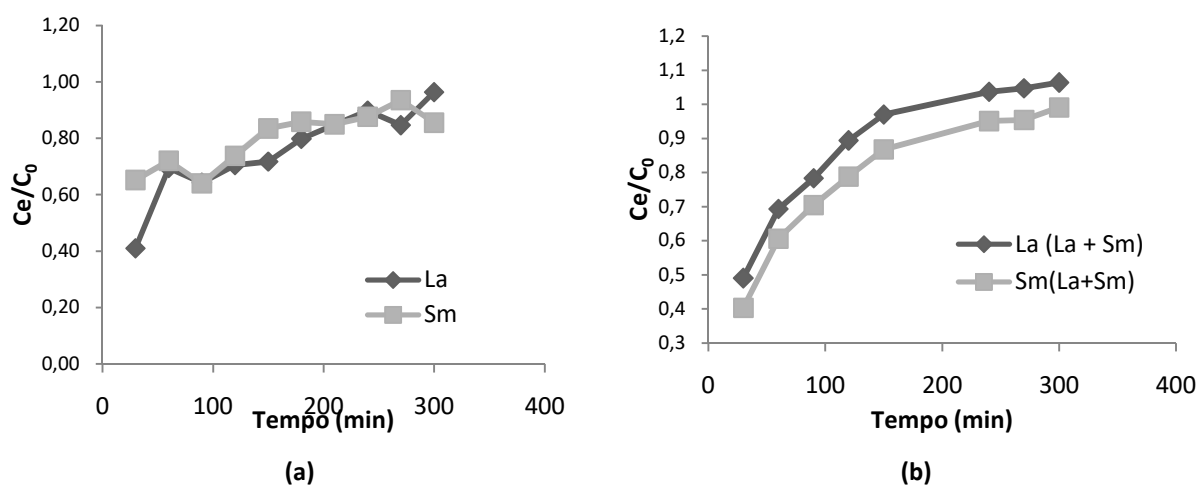 1,20
1,00
0,80
0,60
0,40
0,20
0,00
Ce/C₀
La
Sm
0 100 200 300 400
Tempo (min)
(a)
1,2
1,1
1
0,9
0,8
0,7
0,6
0,5
0,4
0,3
Ce/C₀
La (La + Sm)
Sm(La+Sm)
0 100 200 300 400
Tempo (min)
(b)